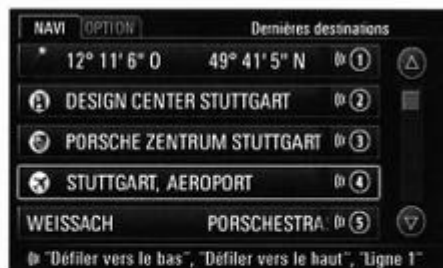 NAVI OPTION Dernières destinations
12° 11' 6" O 49° 41' 5" N 1
DESIGN CENTER STUTTGART 2
PORSCHE ZENTRUM STUTTGART 3
STUTTGART, AEROPORT 4
WEISSACH PORSCHESTRA 5
"Défiler vers le bas", "Défiler vers le haut", "Ligne 1"